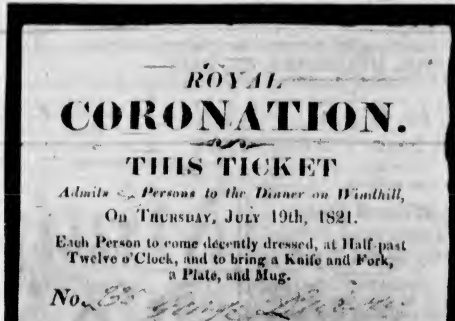 ROYAL
CORONATION.
THIS TICKET
Admits Persons to the Dinner on Windhill,
On Thursday, July 19th, 1821.
Each Person to come decently dressed, at Half-past
Twelve o'Clock, and to bring a Knife and Fork,
a Plate, and Mug.
No.